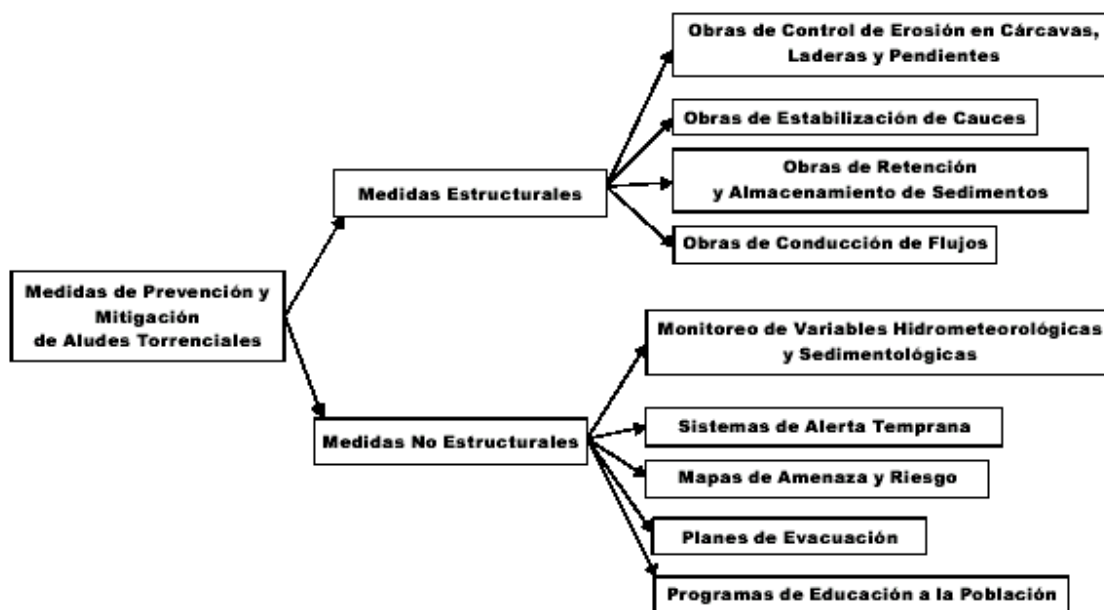 Medidas de Prevención y
Mitigación
de Aludes Torrenciales
Medidas Estructurales
Obras de Control de Erosión en Cárcavas,
Laderas y Pendientes
Obras de Estabilización de Cauces
Obras de Retención
y Almacenamiento de Sedimentos
Obras de Conducción de Flujos
Medidas No Estructurales
Monitoreo de Variables Hidrometeorológicas
y Sedimentológicas
Sistemas de Alerta Temprana
Mapas de Amenaza y Riesgo
Planes de Evacuación
Programas de Educación a la Población